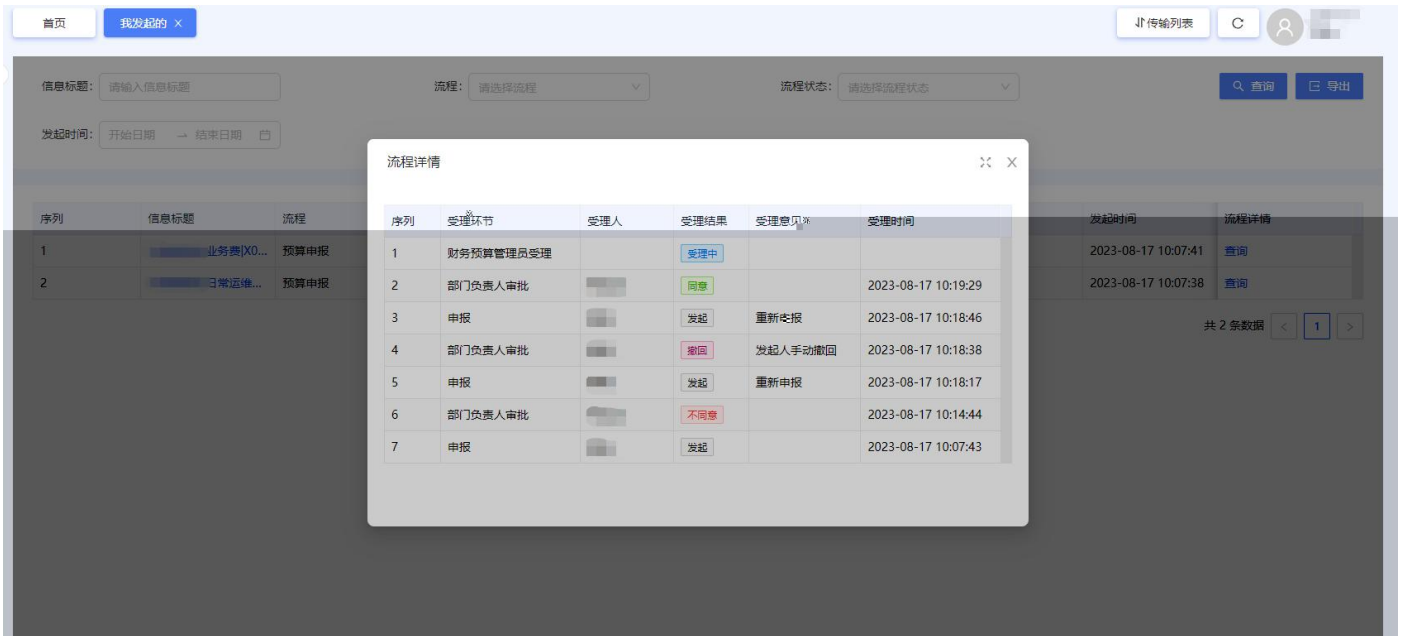 首页 我发起的 × 传输列表
信息标题: 请输入信息标题 流程: 请选择流程 流程状态: 请选择流程状态 查询 导出
发起时间: 开始日期 → 结束日期
流程详情 X
序列 信息标题 流程 发起时间 流程详情
1 业务费|X0... 预算申报 2023-08-17 10:07:41 查询
2 日常运维... 预算申报 2023-08-17 10:07:38 查询
共 2 条数据 < 1 >
序列 受理环节 受理人 受理结果 受理意见 受理时间
1 财务预算管理员受理 受理中
2 部门负责人审批 同意 2023-08-17 10:19:29
3 申报 发起 重新申报 2023-08-17 10:18:46
4 部门负责人审批 撤回 发起人手动撤回 2023-08-17 10:18:38
5 申报 发起 重新申报 2023-08-17 10:18:17
6 部门负责人审批 不同意 2023-08-17 10:14:44
7 申报 发起 2023-08-17 10:07:43